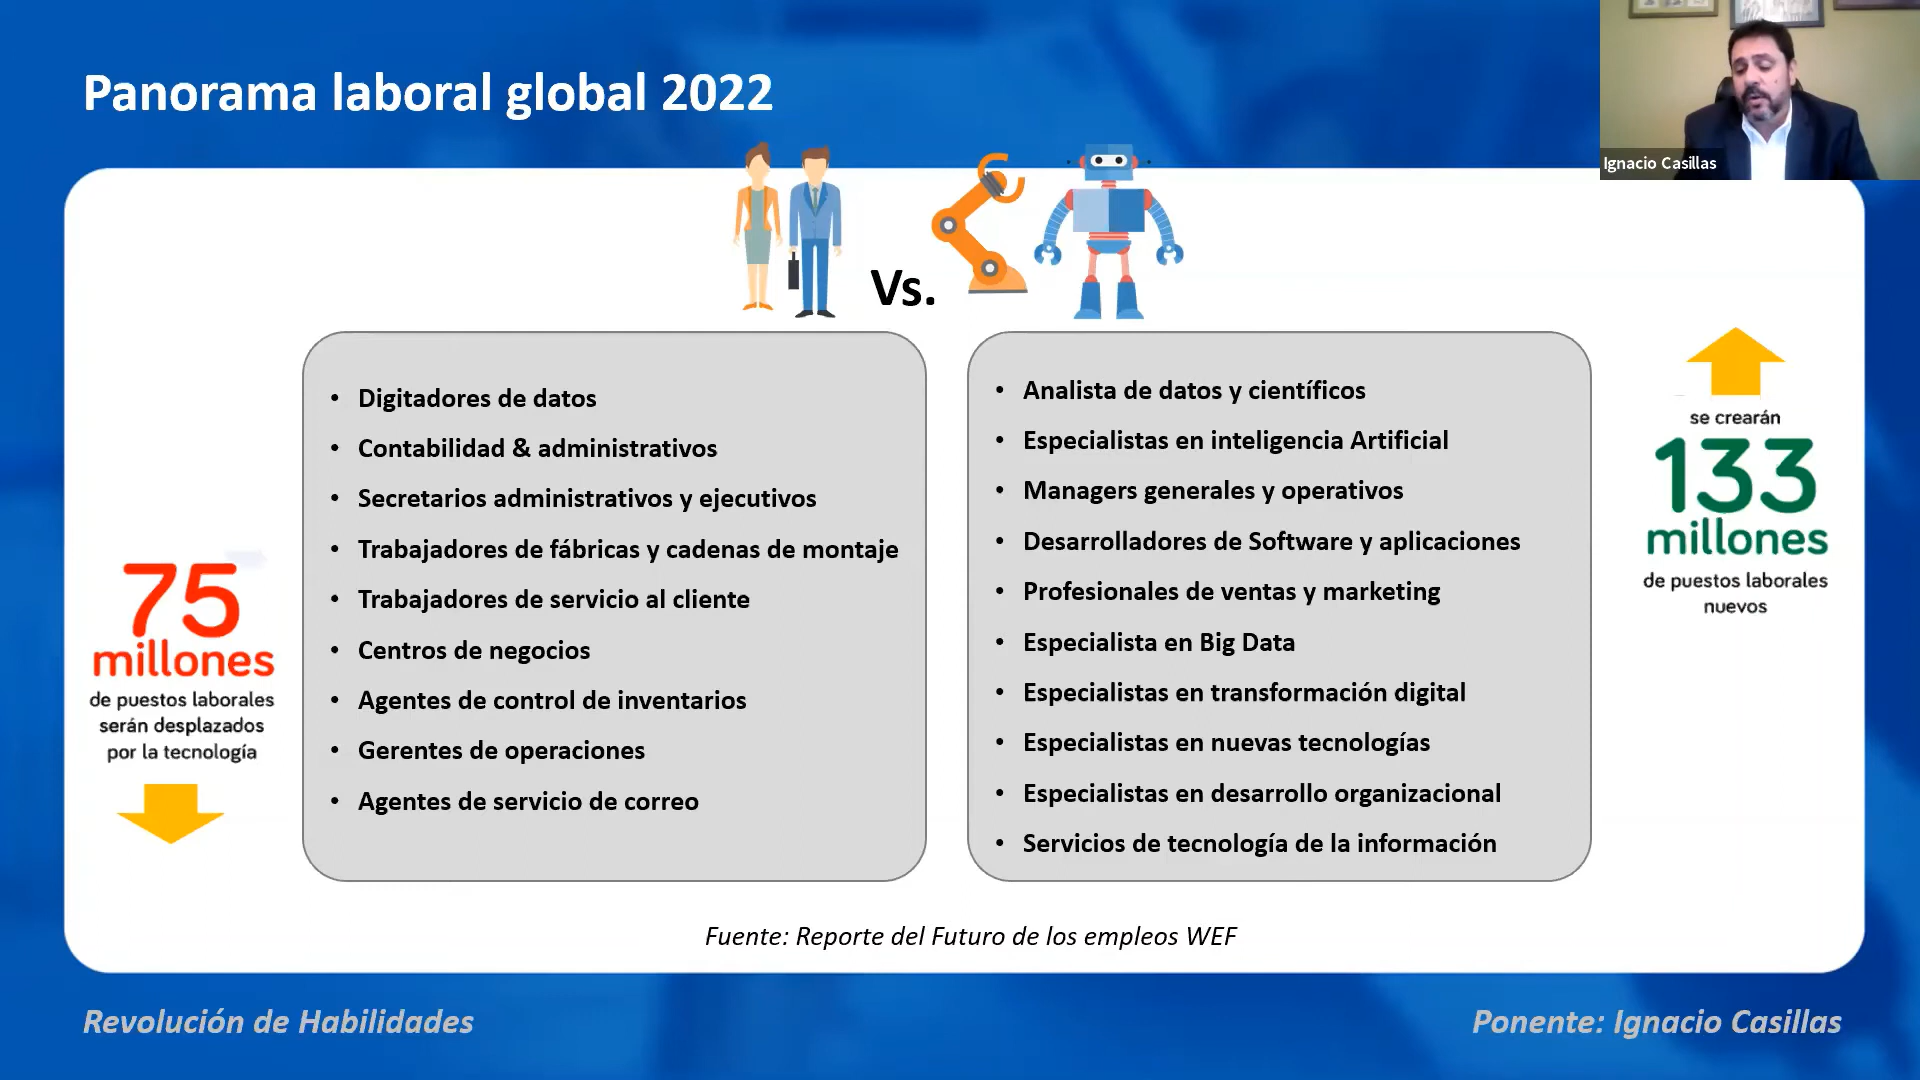 Panorama laboral global 2022
Ignacio Casillas
Vs.
75
millones
de puestos laborales
serán desplazados
por la tecnología
• Digitadores de datos
• Contabilidad & administrativos
• Secretarios administrativos y ejecutivos
• Trabajadores de fábricas y cadenas de montaje
• Trabajadores de servicio al cliente
• Centros de negocios
• Agentes de control de inventarios
• Gerentes de operaciones
• Agentes de servicio de correo
• Analista de datos y científicos
• Especialistas en inteligencia Artificial
• Managers generales y operativos
• Desarrolladores de Software y aplicaciones
• Profesionales de ventas y marketing
• Especialista en Big Data
• Especialistas en transformación digital
• Especialistas en nuevas tecnologías
• Especialistas en desarrollo organizacional
• Servicios de tecnología de la información
se crearán
133
millones
de puestos laborales
nuevos
Fuente: Reporte del Futuro de los empleos WEF
Revolución de Habilidades
Ponente: Ignacio Casillas